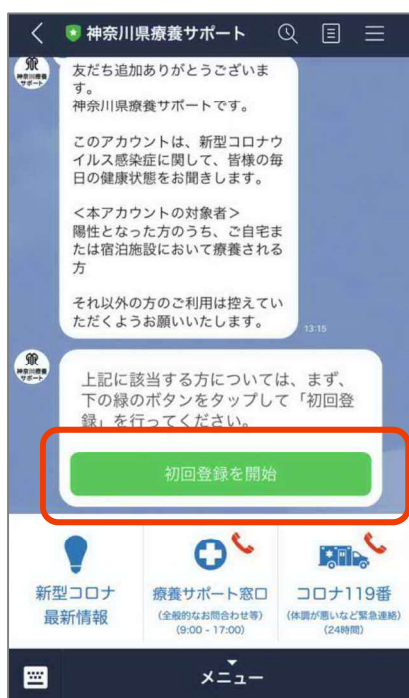 神奈川県療養サポート
友だち追加ありがとうございま
す。
神奈川県療養サポートです。
このアカウントは、新型コロナウ
イルス感染症に関して、皆様の毎
日の健康状態をお聞きします。
＜本アカウントの対象者＞
陽性となった方のうち、ご自宅ま
たは宿泊施設において療養される
方
それ以外の方のご利用は控えてい
ただくようお願いいたします。
13:15
神奈川県療養
サポート
上記に該当する方については、まず、
下の緑のボタンをタップして「初回登
録」を行ってください。
初回登録を開始
新型コロナ
最新情報
療養サポート窓口
(全般的なお問合わせ等)
(9:00 - 17:00)
コロナ119番
(体調が悪いなど緊急連絡)
(24時間)
メニュー